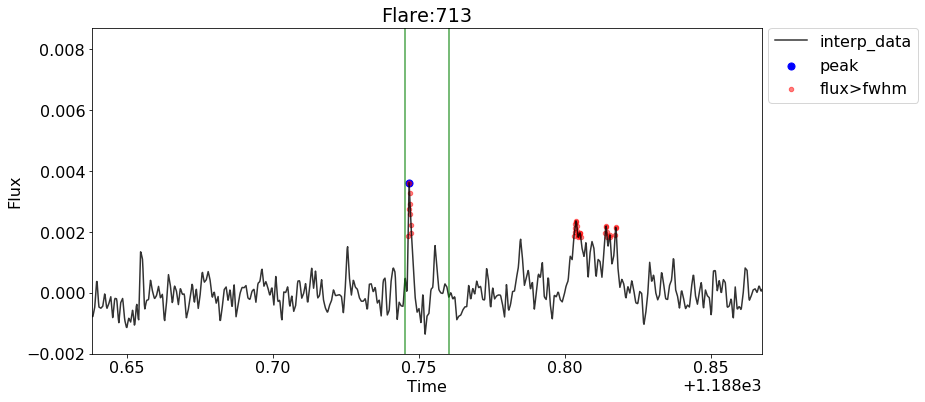 Flare:713
interp_data
peak
flux>fwhm
0.008
0.006
0.004
0.002
0.000
−0.002
Flux
0.65
0.70
0.75
0.80
0.85
Time
+1.188e3